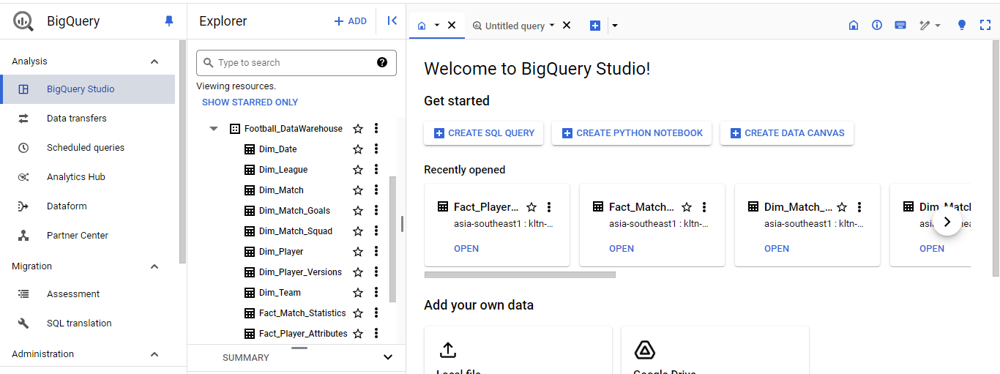 BigQuery
Analysis
BigQuery Studio
Data transfers
Scheduled queries
Analytics Hub
Dataform
Partner Center
Migration
Assessment
SQL translation
Administration
Explorer
ADD
Type to search
Viewing resources.
SHOW STARRED ONLY
Football_DataWarehouse
Dim_Date
Dim_League
Dim_Match
Dim_Match_Goals
Dim_Match_Squad
Dim_Player
Dim_Player_Versions
Dim_Team
Fact_Match_Statistics
Fact_Player_Attributes
SUMMARY
Untitled query
Welcome to BigQuery Studio!
Get started
CREATE SQL QUERY
CREATE PYTHON NOTEBOOK
CREATE DATA CANVAS
Recently opened
Fact_Player...
asia-southeast1 : kltn-...
OPEN
Fact_Match...
asia-southeast1 : kltn-...
OPEN
Dim_Match_...
asia-southeast1 : kltn-...
OPEN
Dim_Match
OPEN
Add your own data
Local file
Google Drive